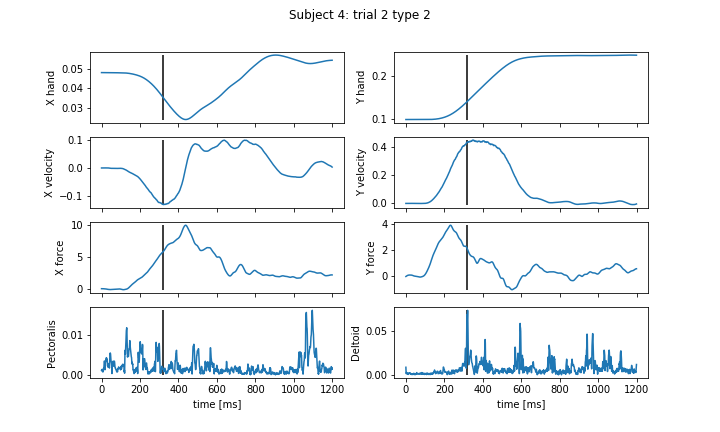 Subject 4: trial 2 type 2
X hand
0.05
0.04
0.03
Y hand
0.2
0.1
X velocity
0.1
0.0
−0.1
Y velocity
0.4
0.2
0.0
X force
10
5
0
Y force
4
2
0
Pectoralis
0.01
0.00
0 200 400 600 800 1000 1200
time [ms]
Deltoid
0.05
0.00
0 200 400 600 800 1000 1200
time [ms]